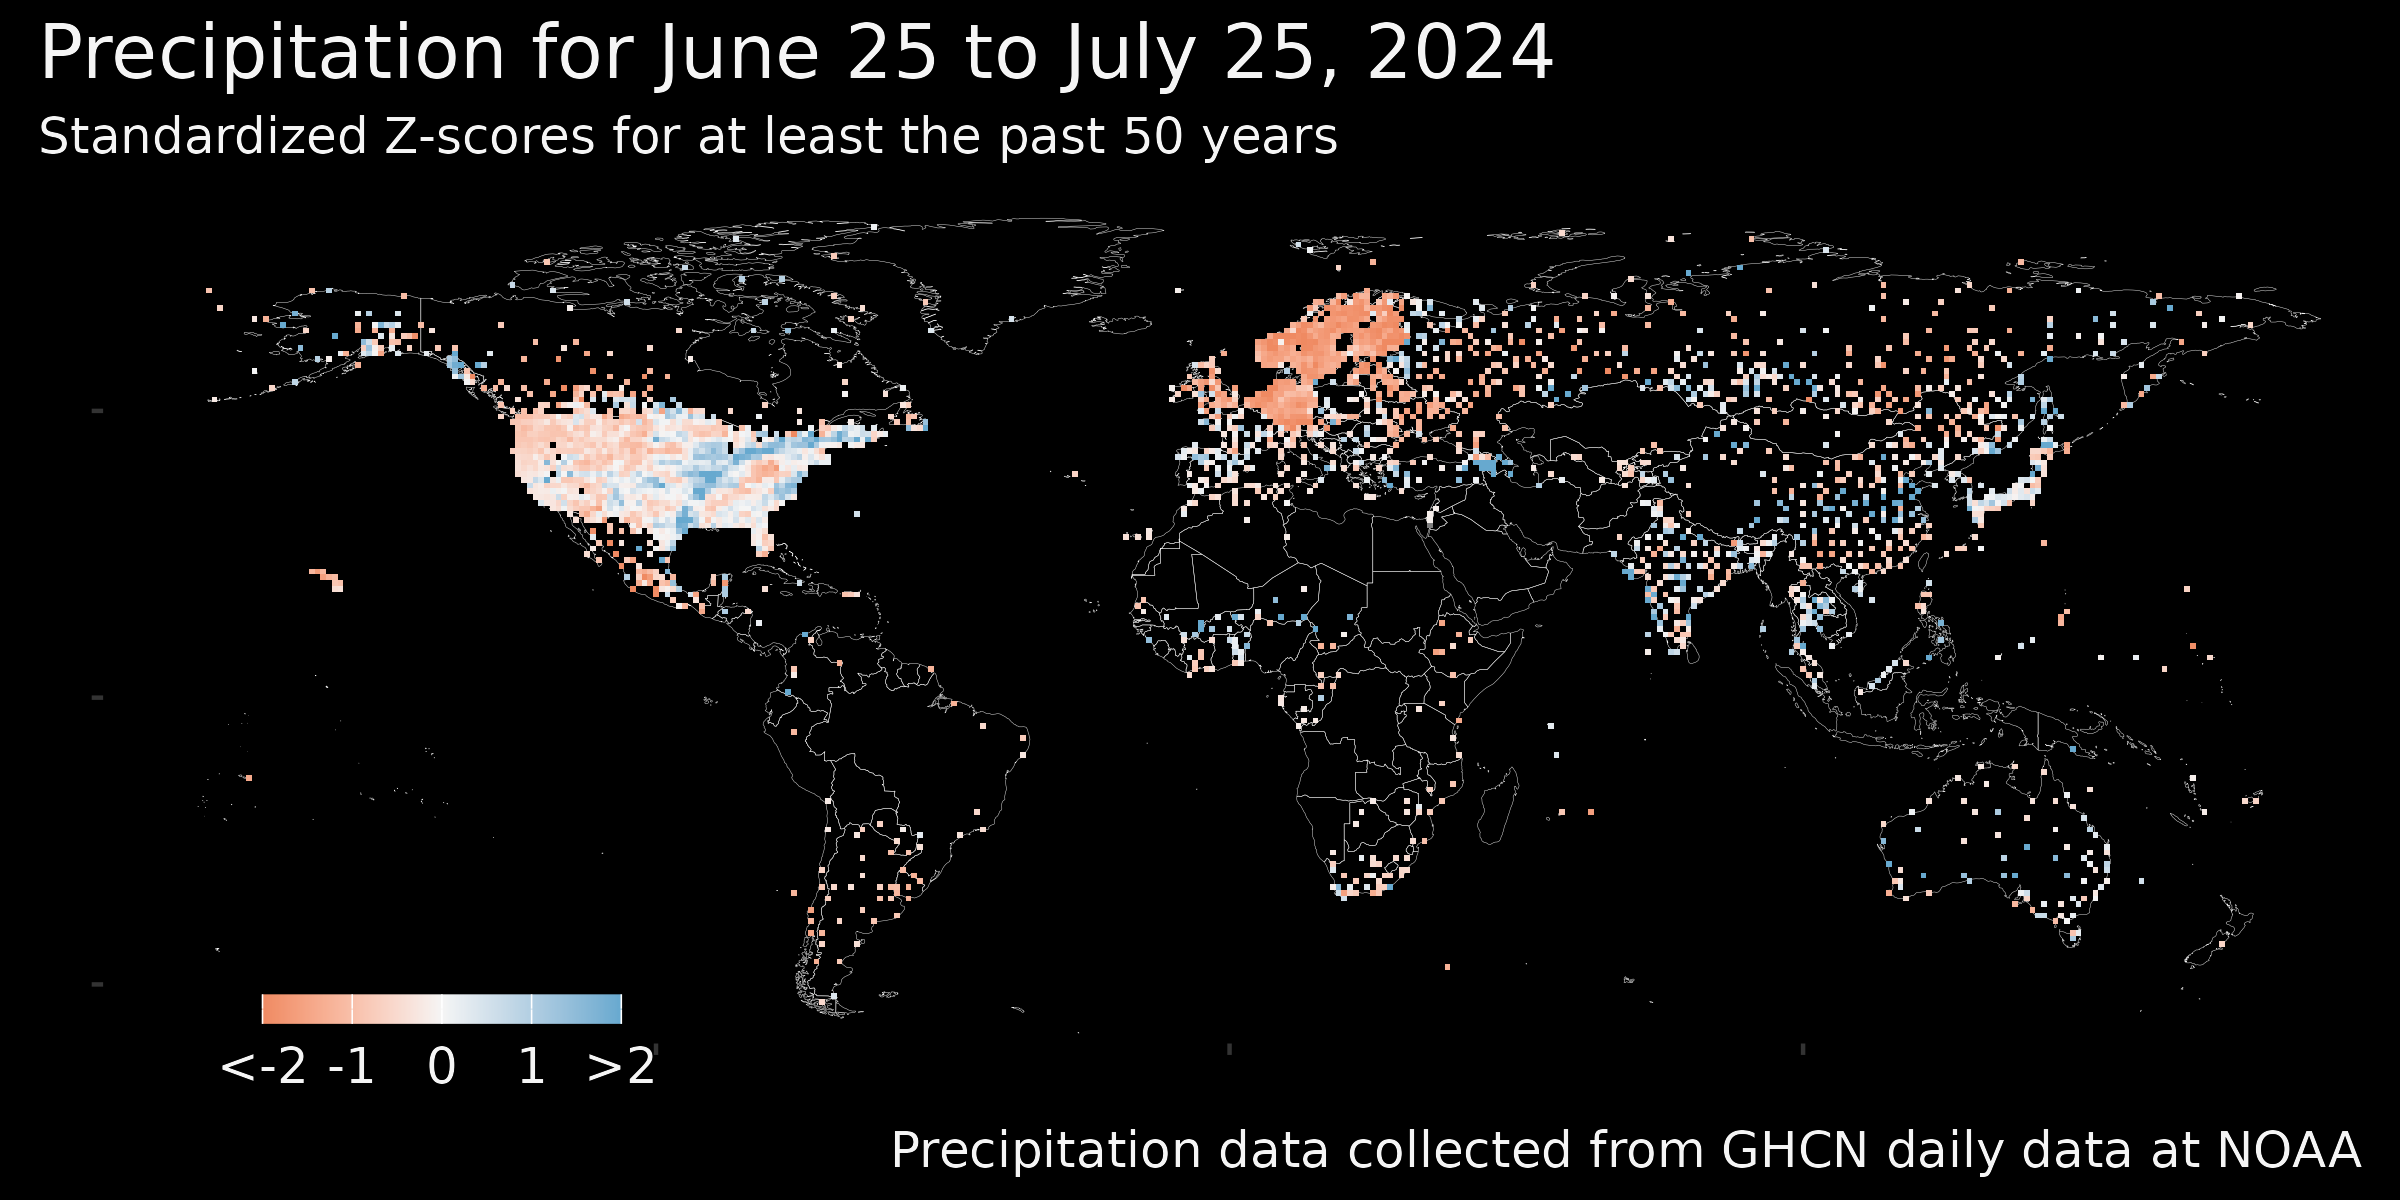 Precipitation for June 25 to July 25, 2024
Standardized Z-scores for at least the past 50 years
<-2 -1 0 1 >2
Precipitation data collected from GHCN daily data at NOAA